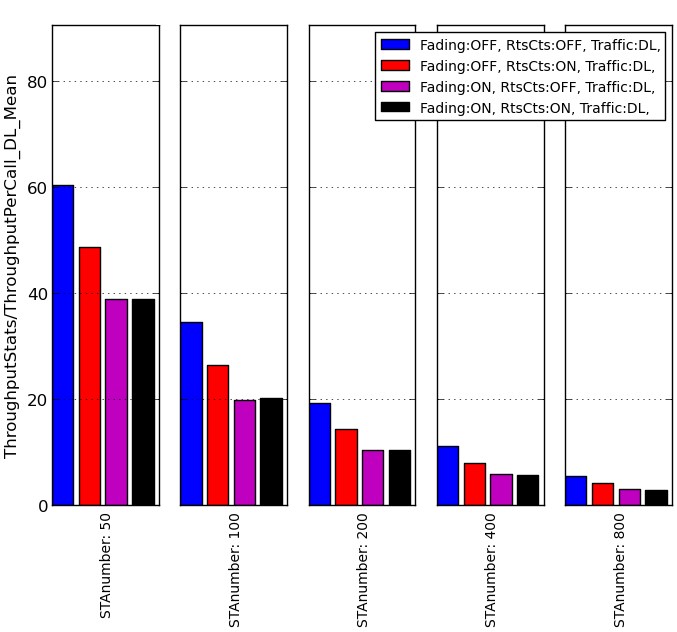 ThroughputStats/ThroughputPerCall_DL_Mean
80
60
40
20
0
Fading:OFF, RtsCts:OFF, Traffic:DL,
Fading:OFF, RtsCts:ON, Traffic:DL,
Fading:ON, RtsCts:OFF, Traffic:DL,
Fading:ON, RtsCts:ON, Traffic:DL,
STAnumber: 50
STAnumber: 100
STAnumber: 200
STAnumber: 400
STAnumber: 800